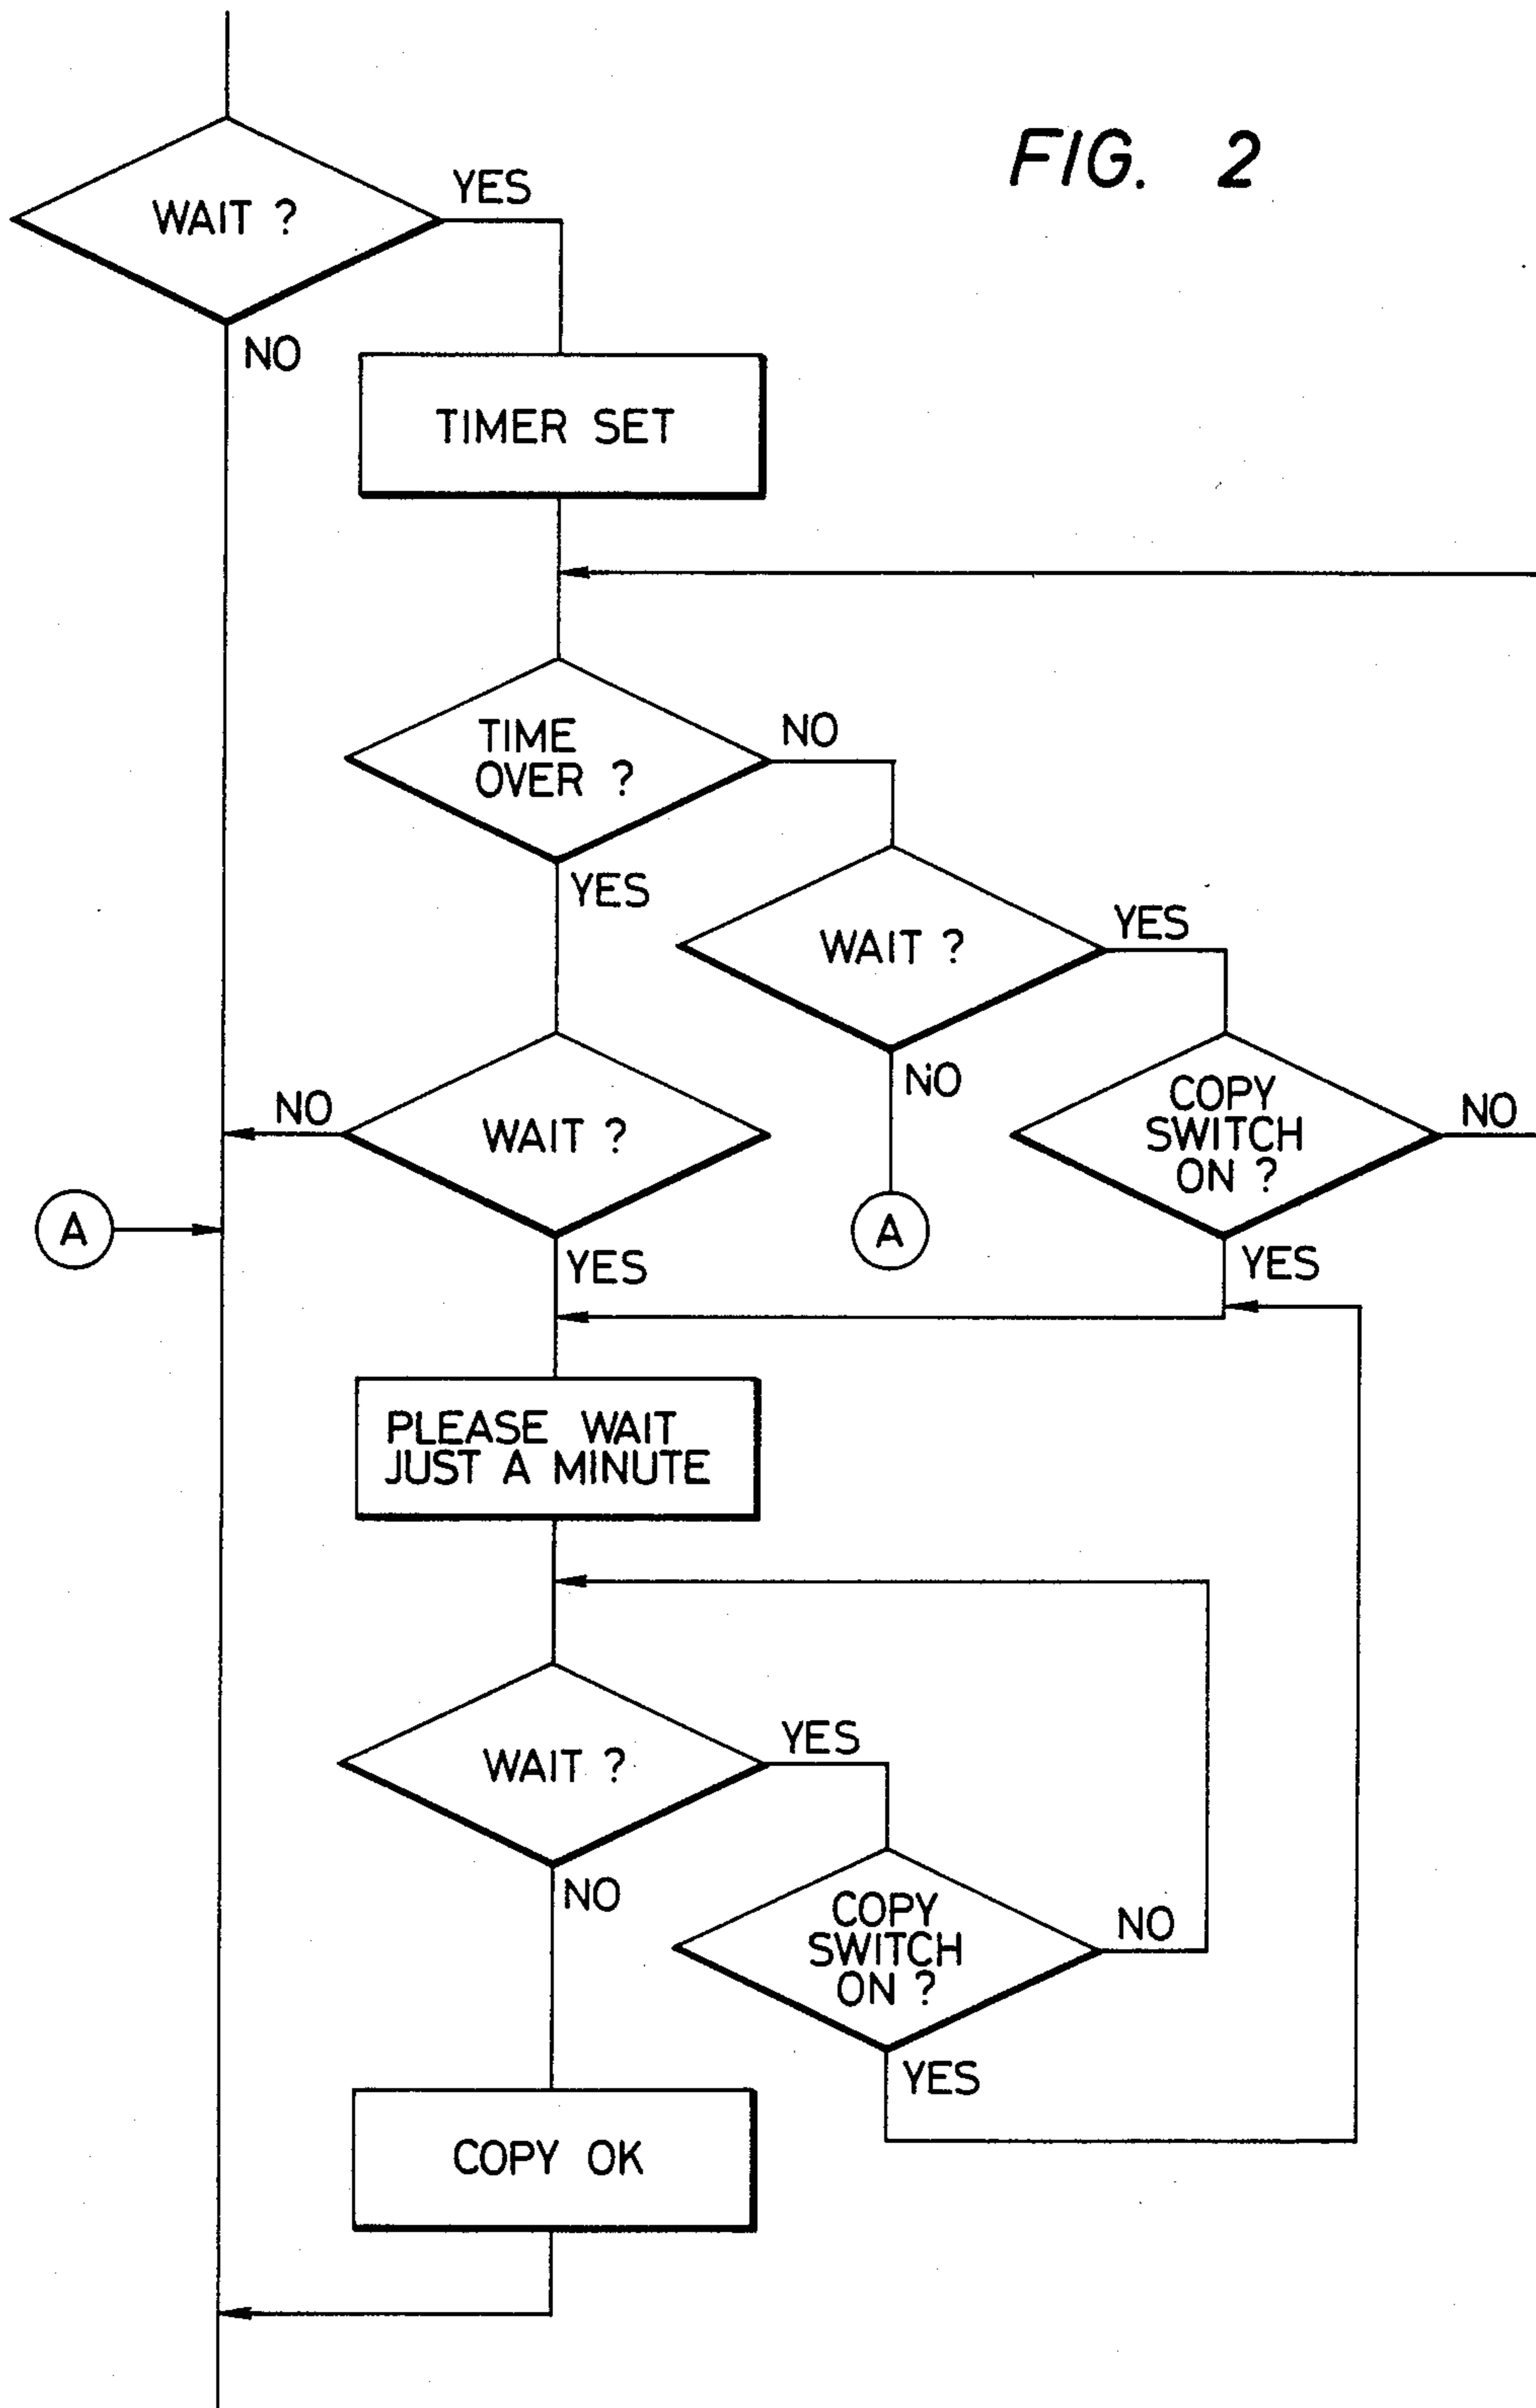 FIG. 2
WAIT ?
YES
NO
TIMER SET
TIME
OVER ?
NO
YES
WAIT ?
YES
NO
COPY
SWITCH
ON ?
NO
YES
WAIT ?
NO
YES
A
A
PLEASE WAIT
JUST A MINUTE
WAIT ?
YES
NO
COPY
SWITCH
ON ?
NO
YES
COPY OK